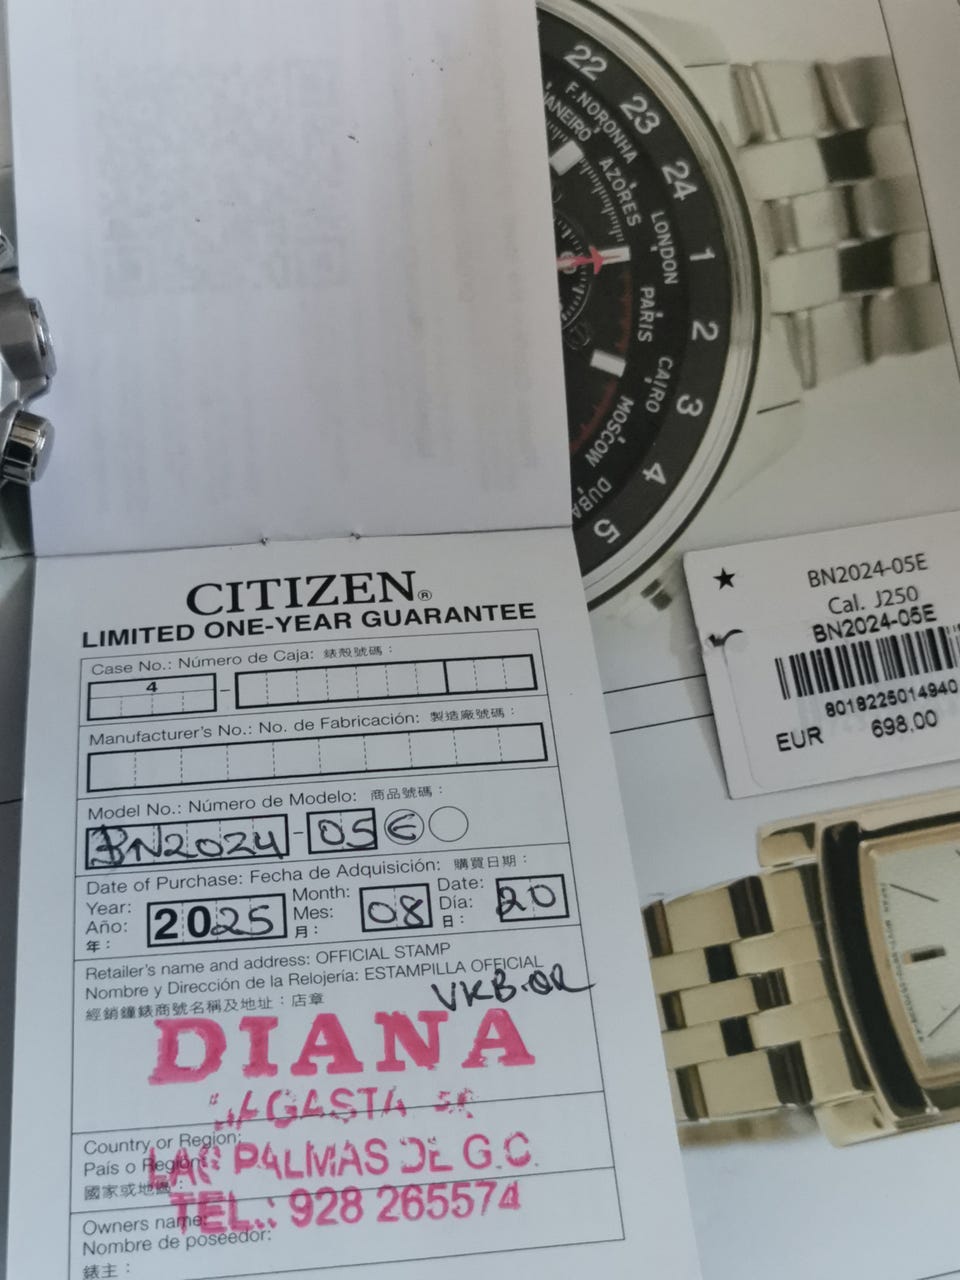 22
23
24
1
2
3
4
5
F.NORONHA
AZORES
LONDON
PARIS
CAIRO
MOSCOW
CITIZEN®
LIMITED ONE-YEAR GUARANTEE
Case No.: Número de Caja: 錶殼號碼：
4 -
Manufacturer's No.: No. de Fabricación: 製造廠號碼：
Model No.: Número de Modelo: 商品號碼：
BN2024-05E
Date of Purchase: Fecha de Adquisición: 購買日期：
Year: 2025 Month: 08 Date: 20
Año: Mes: Día:
年： 月： 日：
Retailer's name and address: OFFICIAL STAMP
Nombre y Dirección de la Relojería: ESTAMPILLA OFFICIAL
經銷鐘錶商號名稱及地址：店章
DIANA
Country or Region:
País o Región:
國家或地區：
LAS PALMAS DE G.C.
TEL.: 928 265574
Owners name:
Nombre de poseedor:
錶主：
★ BN2024-05E
Cal. J250
BN2024-05E
8018225014940
EUR 698,00